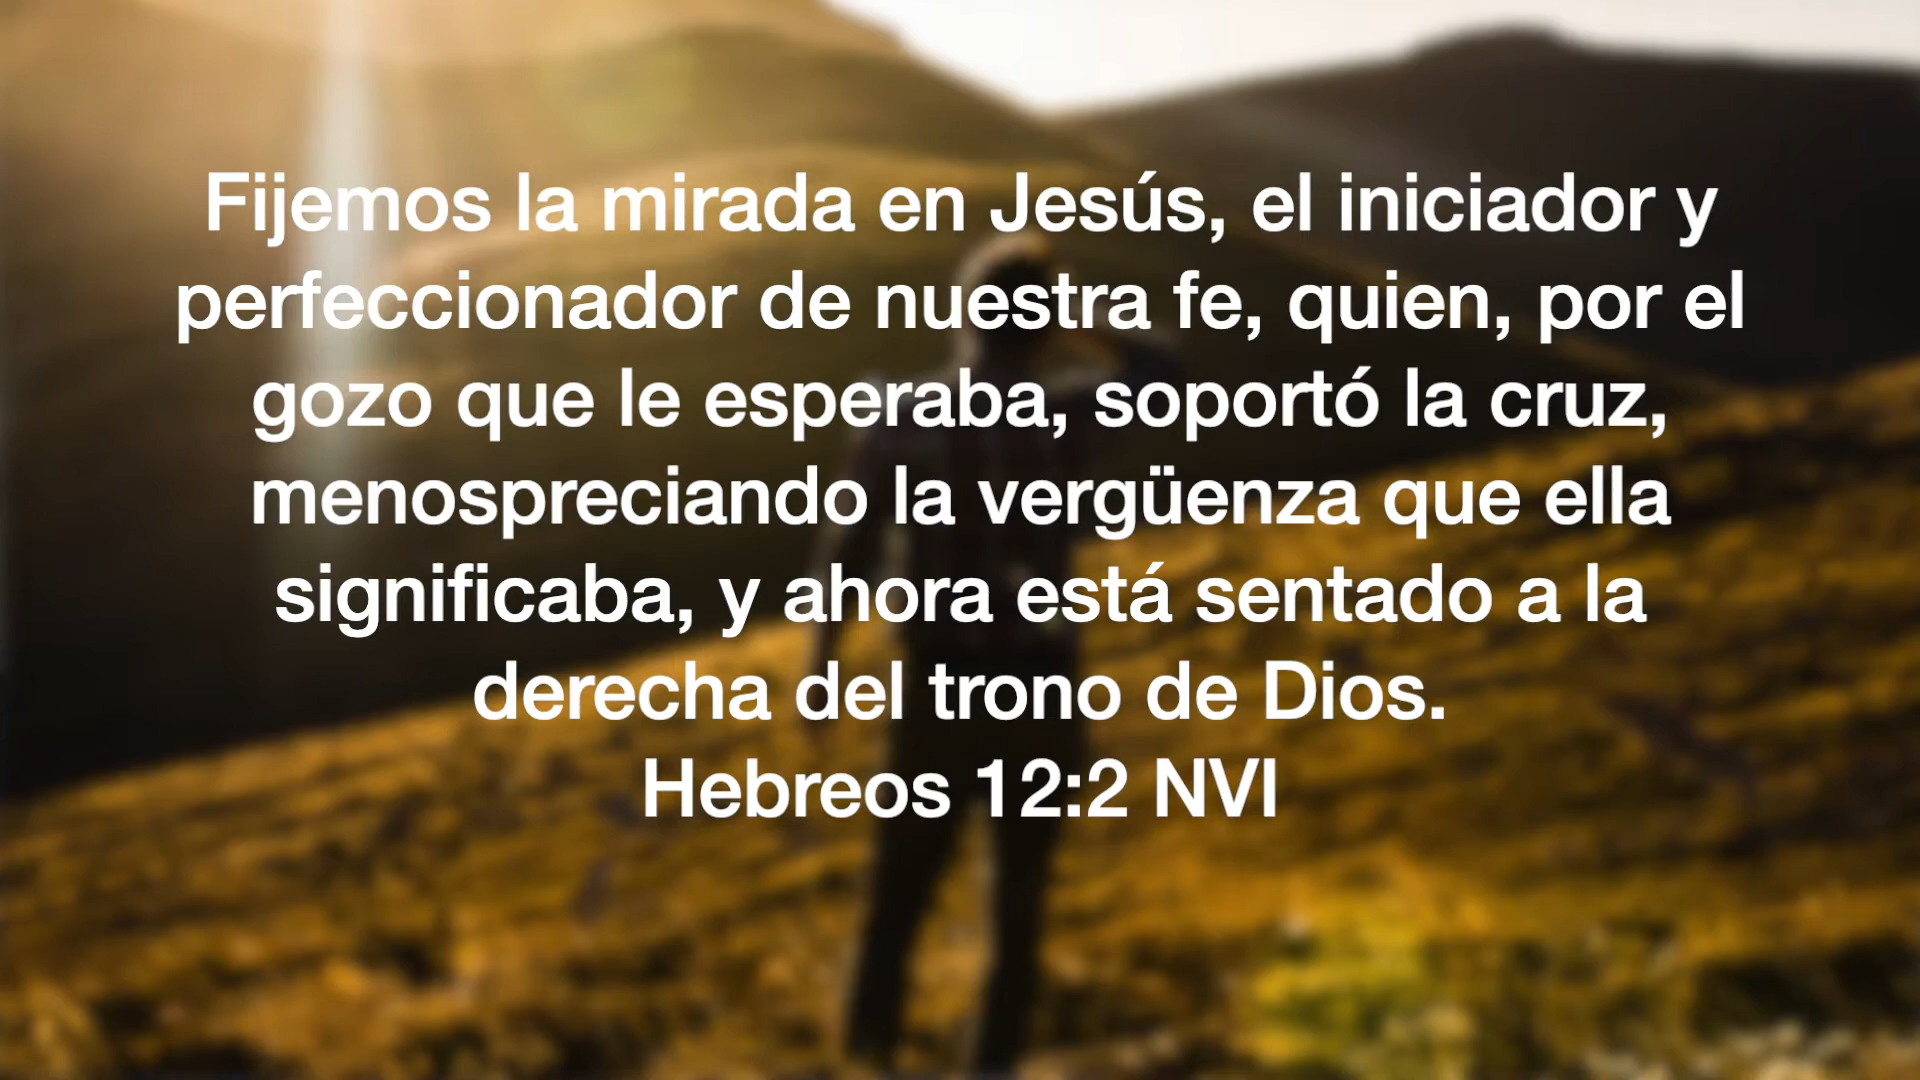 Fijemos la mirada en Jesús, el iniciador y
perfeccionador de nuestra fe, quien, por el
gozo que le esperaba, soportó la cruz,
menospreciando la vergüenza que ella
significaba, y ahora está sentado a la
derecha del trono de Dios.
Hebreos 12:2 NVI